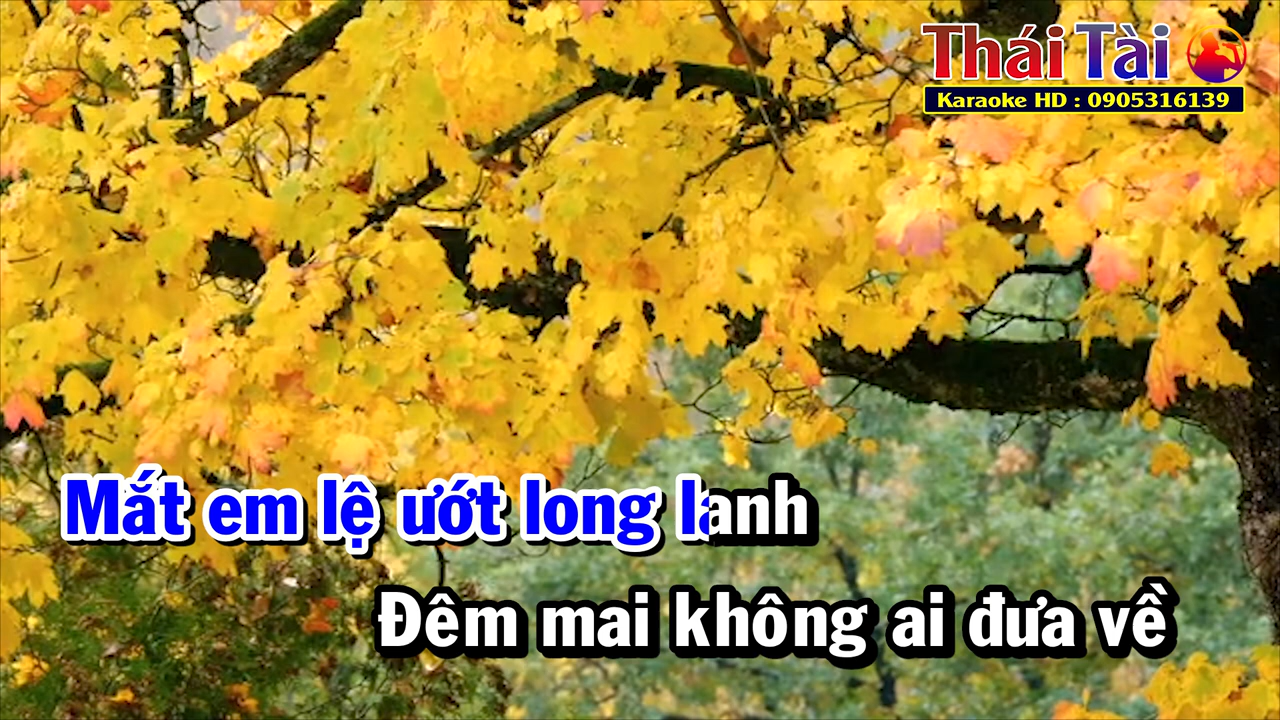 Thái Tài
Karaoke HD : 0905316139
Mắt em lệ ướt long lanh
Đêm mai không ai đưa về